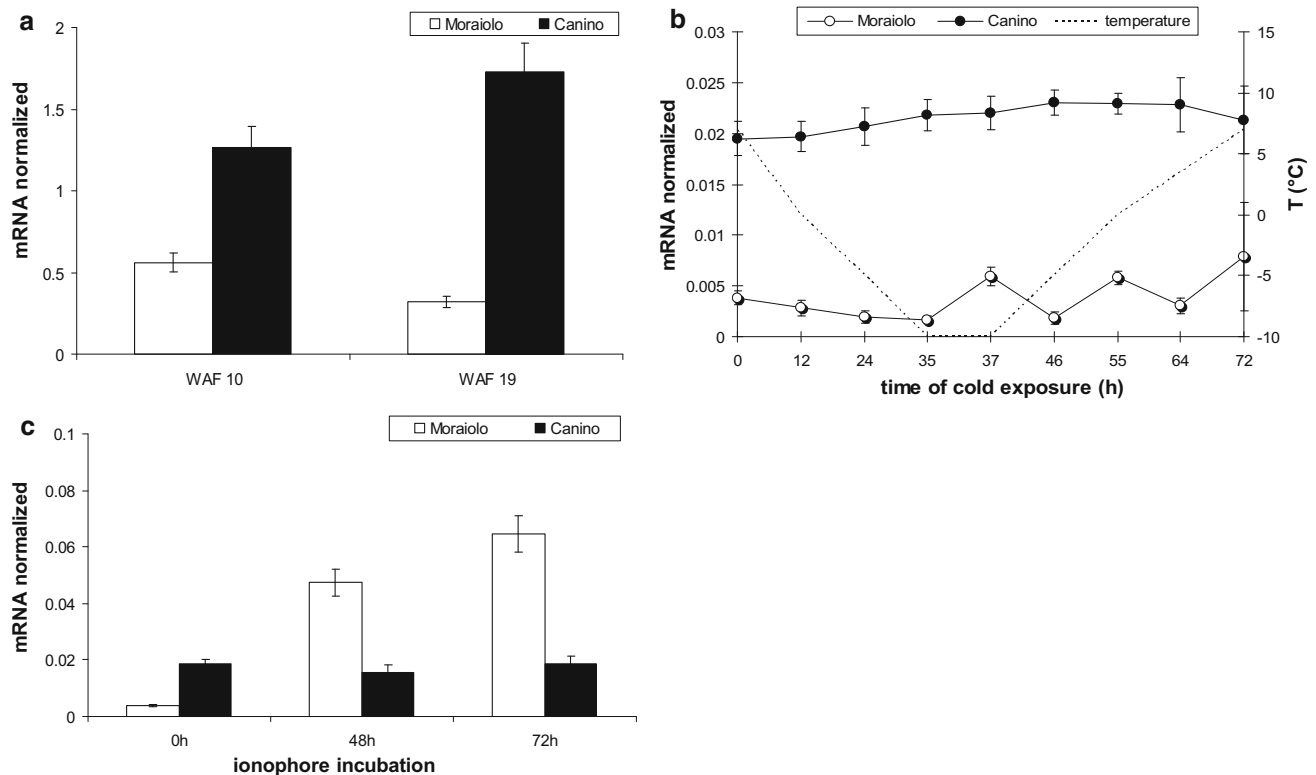 a
Moraiolo Canino
2
1.5
1
0.5
0
mRNA normalized
WAF 10 WAF 19
b
Moraiolo Canino temperature
0.03
0.025
0.02
0.015
0.01
0.005
0
mRNA normalized
15
10
5
0
-5
-10
T (°C)
0 12 24 35 37 46 55 64 72
time of cold exposure (h)
c
Moraiolo Canino
0.1
0.08
0.06
0.04
0.02
0
mRNA normalized
0h 48h 72h
ionophore incubation